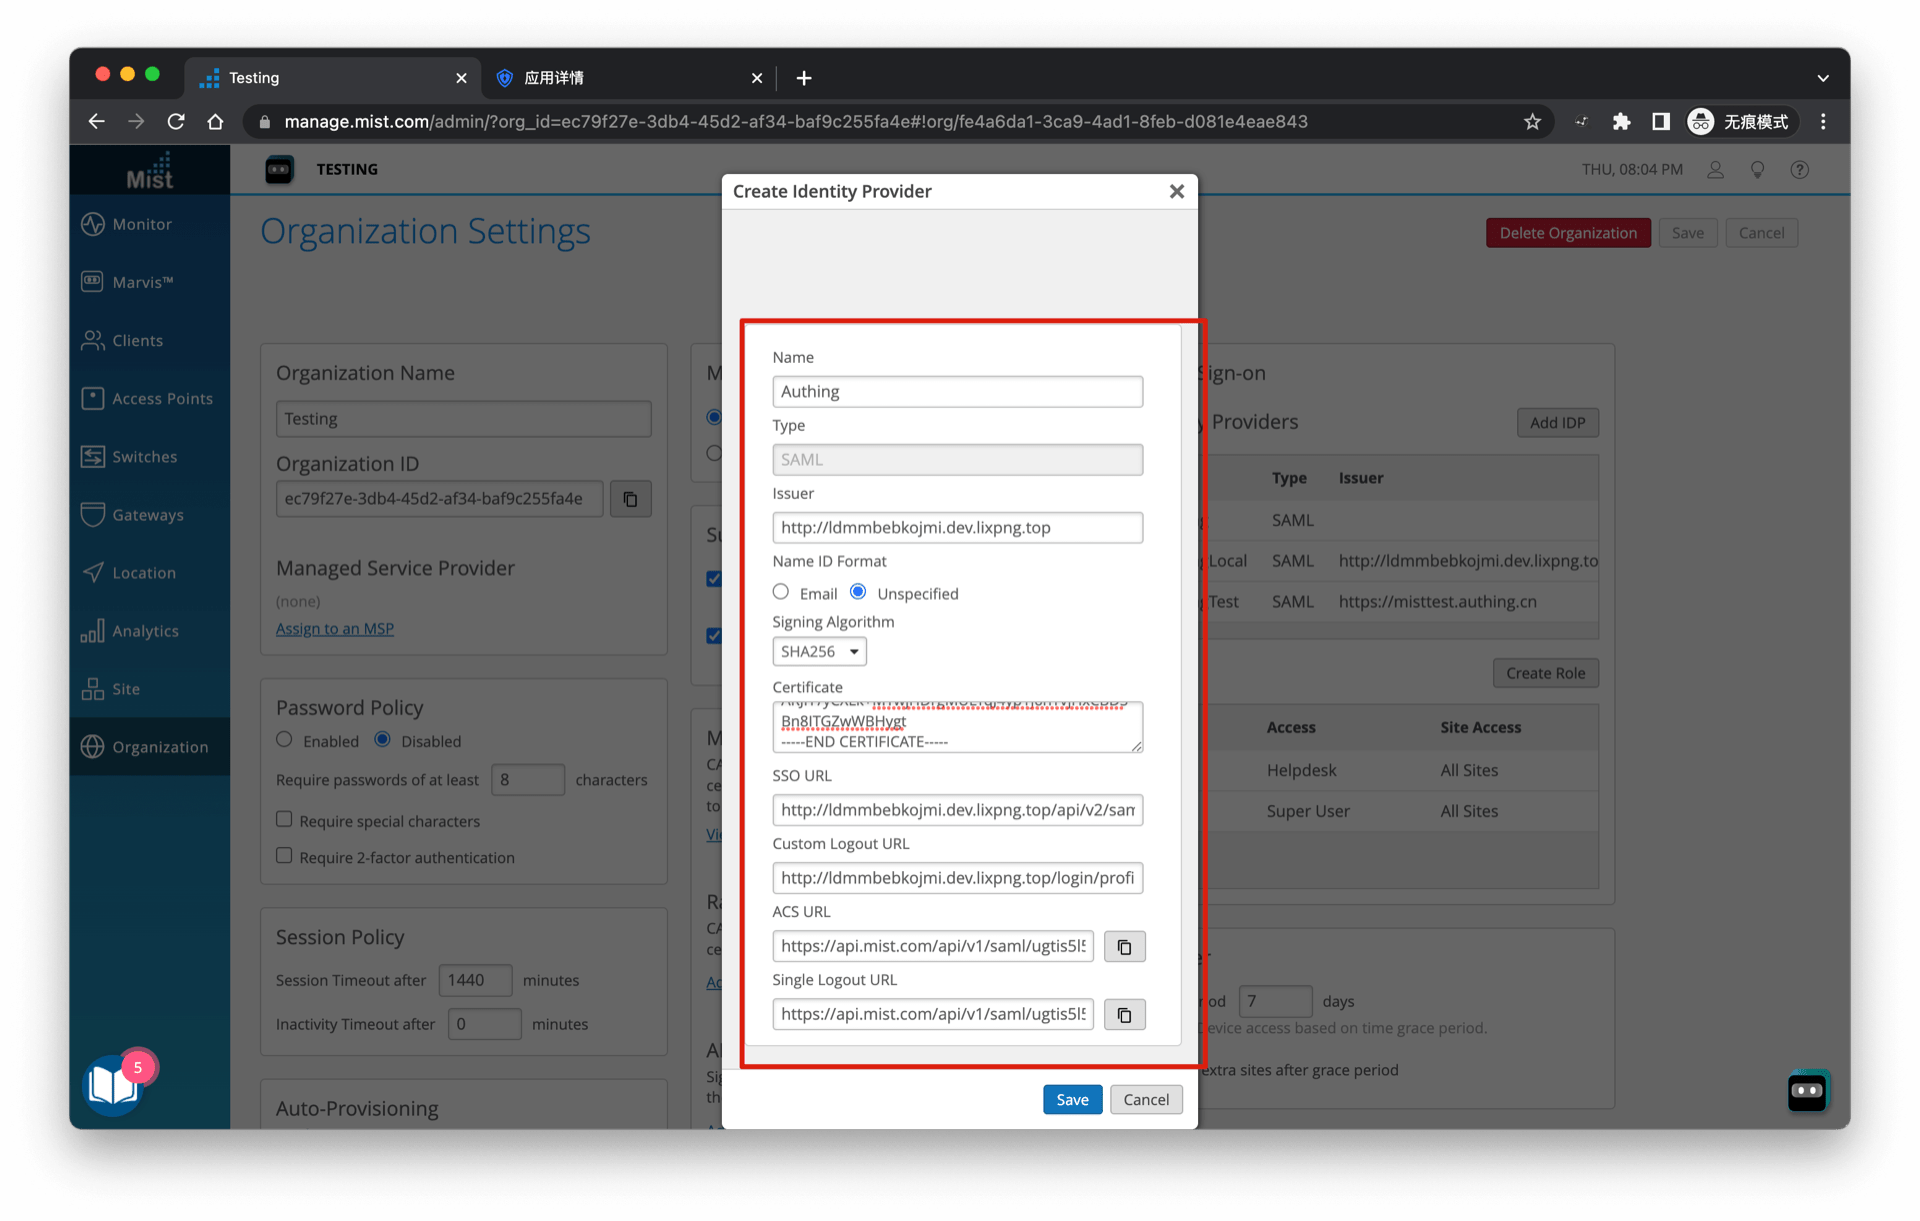 Testing
应用详情
manage.mist.com/admin/?org_id=ec79f27e-3db4-45d2-af34-baf9c255fa4e#!org/fe4a6da1-3ca9-4ad1-8feb-d081e4eae843
无痕模式
Mist
TESTING
THU, 08:04 PM
Monitor
Marvis™
Clients
Access Points
Switches
Gateways
Location
Analytics
Site
Organization
5
Organization Settings
Delete Organization
Save
Cancel
Organization Name
Testing
Organization ID
ec79f27e-3db4-45d2-af34-baf9c255fa4e
Managed Service Provider
(none)
Assign to an MSP
Password Policy
Enabled
Disabled
Require passwords of at least 8 characters
Require special characters
Require 2-factor authentication
Session Policy
Session Timeout after 1440 minutes
Inactivity Timeout after 0 minutes
Auto-Provisioning
Create Identity Provider
Name
Authing
Type
SAML
Issuer
http://ldmmbebkojmi.dev.lixpng.top
Name ID Format
Email
Unspecified
Signing Algorithm
SHA256
Certificate
Bn8ITGZwWBHygt
-----END CERTIFICATE-----
SSO URL
http://ldmmbebkojmi.dev.lixpng.top/api/v2/sam
Custom Logout URL
http://ldmmbebkojmi.dev.lixpng.top/login/profi
ACS URL
https://api.mist.com/api/v1/saml/ugtis5l5
Single Logout URL
https://api.mist.com/api/v1/saml/ugtis5l5
Save
Cancel
Sign-on
Providers
Add IDP
Type Issuer
SAML
Local SAML http://ldmmbebkojmi.dev.lixpng.to
Test SAML https://misttest.authing.cn
Create Role
Access Site Access
Helpdesk All Sites
Super User All Sites
7 days
Device access based on time grace period.
extra sites after grace period